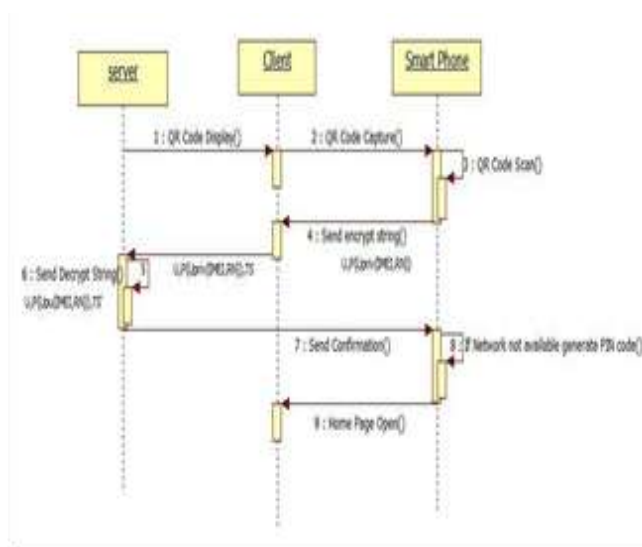 server
Client
Smart Phone
1 : QR Code Display()
2 : QR Code Capture()
3 : QR Code Scan()
4 : Send encrypt string()
6 : Send Decrypt String()
7 : Send Confirmation()
8 : If Network not available generate PIN code()
9 : Home Page Open()